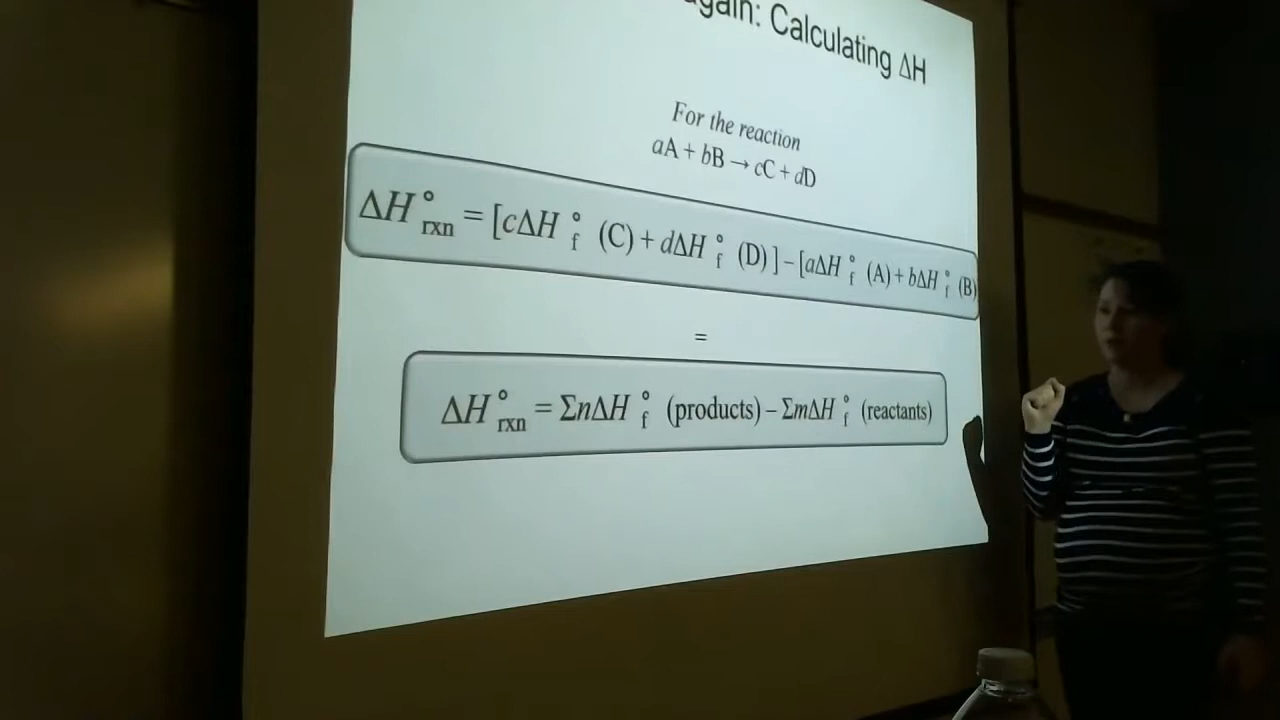 again: Calculating ΔH
For the reaction
aA + bB → cC + dD
ΔH°rxn = [cΔH°f (C) + dΔH°f (D)] – [aΔH°f (A) + bΔH°f (B)
=
ΔH°rxn = ΣnΔH°f (products) – ΣmΔH°f (reactants)